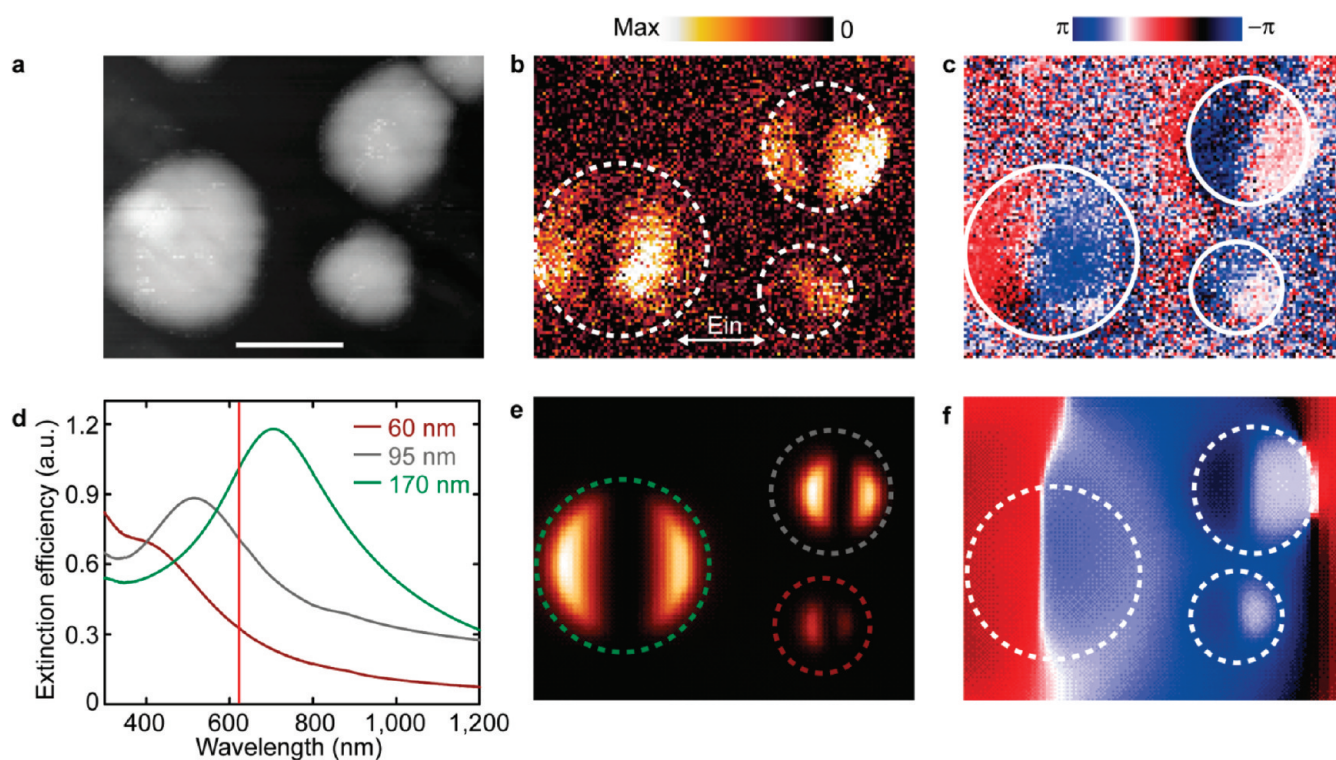 Max 0
π −π
a
b
c
Ein
d
1.2
0.9
0.6
0.3
0
Extinction efficiency (a.u.)
60 nm
95 nm
170 nm
400 600 800 1,000 1,200
Wavelength (nm)
e
f